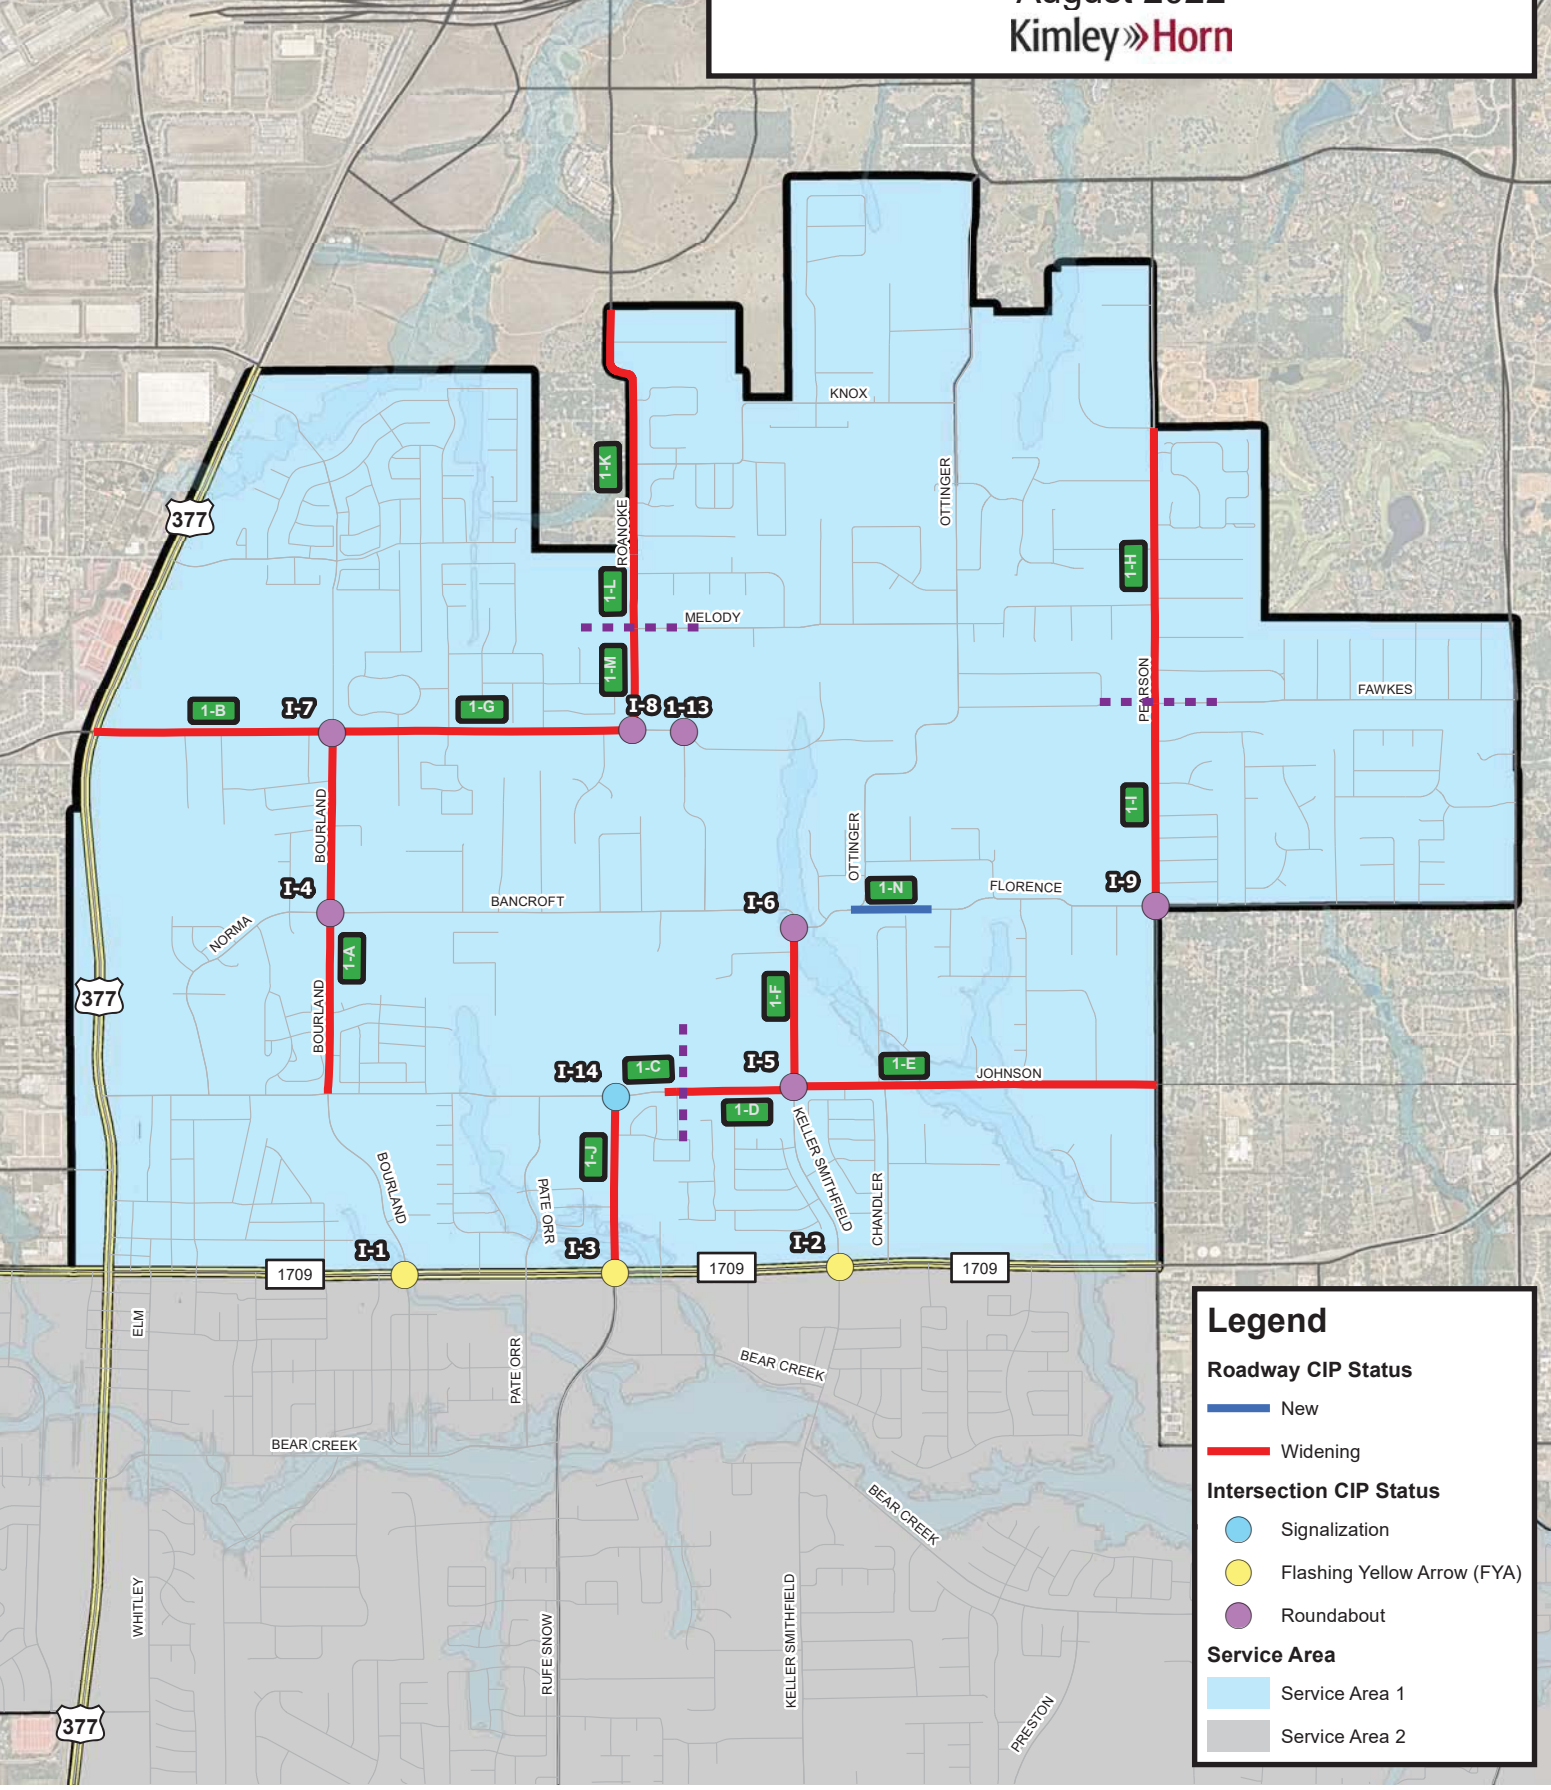 Kimley»Horn
KNOX
OTTINGER
1-K
ROANOKE
377
1-H
1-L
MELODY
1-M
PEARSON
FAWKES
1-B
I-7
1-G
I-8
1-13
BOURLAND
1-I
OTTINGER
I-4
BANCROFT
I-6
1-N
FLORENCE
I-9
NORMA
1-A
377
BOURLAND
1-F
I-14
1-C
I-5
1-E
JOHNSON
1-D
1-J
KELLER SMITHFIELD
BOURLAND
PATE ORR
CHANDLER
I-1
I-3
I-2
1709
1709
1709
ELM
PATE ORR
BEAR CREEK
BEAR CREEK
BEAR CREEK
WHITLEY
RUFE SNOW
KELLER SMITHFIELD
PRESTON
377
Legend
Roadway CIP Status
New
Widening
Intersection CIP Status
Signalization
Flashing Yellow Arrow (FYA)
Roundabout
Service Area
Service Area 1
Service Area 2